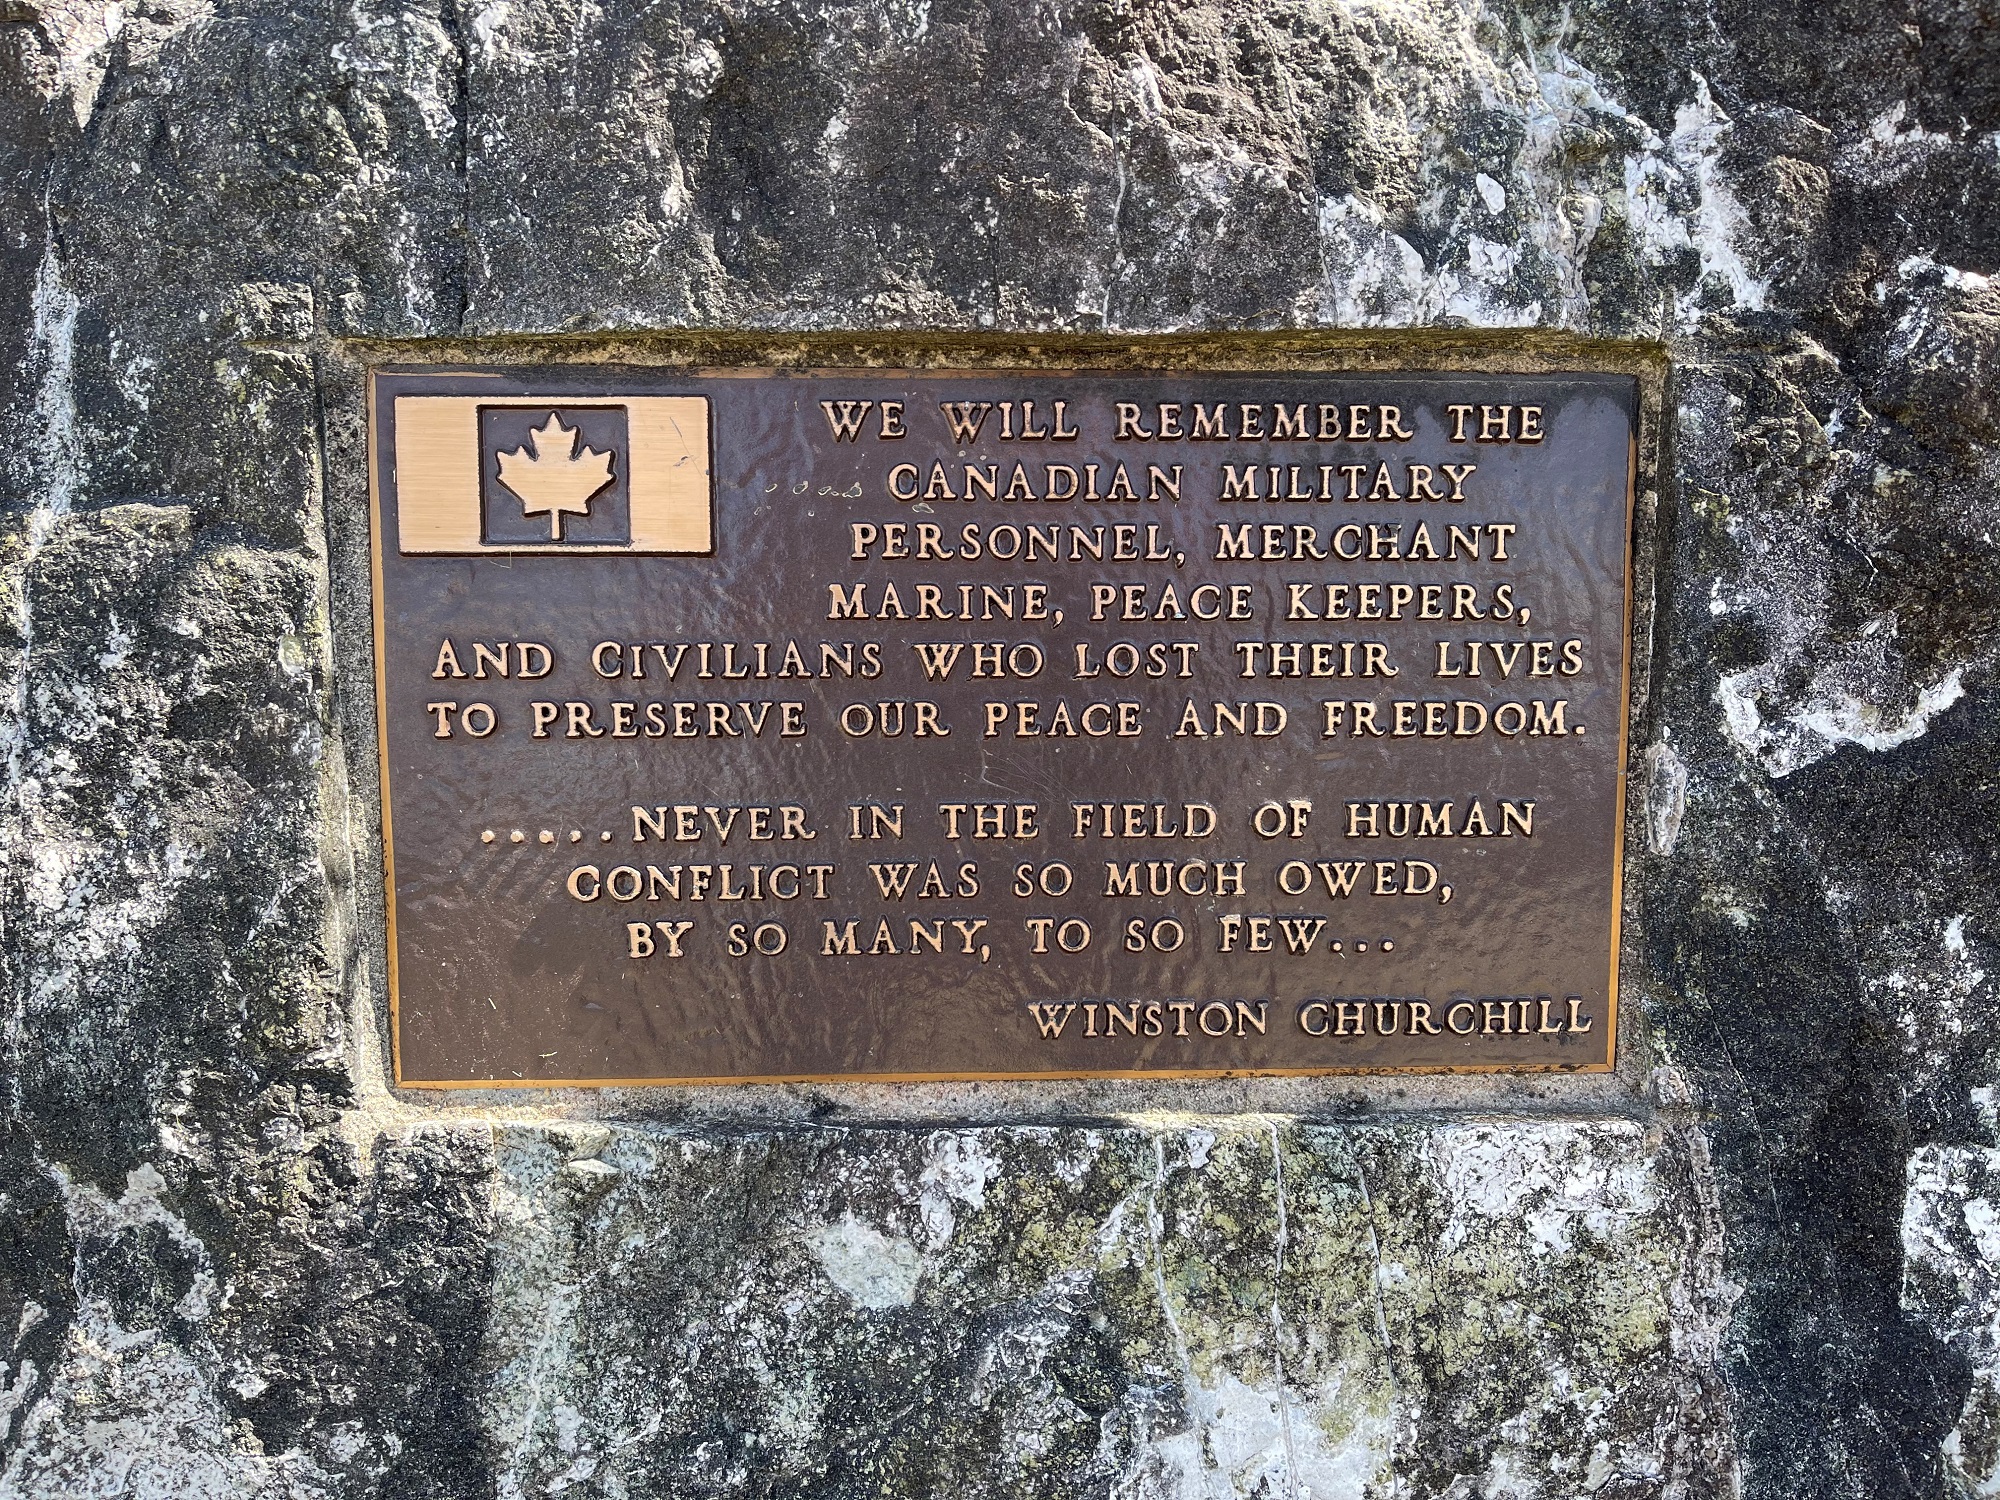 WE WILL REMEMBER THE
CANADIAN MILITARY
PERSONNEL, MERCHANT
MARINE, PEACE KEEPERS,
AND CIVILIANS WHO LOST THEIR LIVES
TO PRESERVE OUR PEACE AND FREEDOM.
.....NEVER IN THE FIELD OF HUMAN
CONFLICT WAS SO MUCH OWED,
BY SO MANY, TO SO FEW...
WINSTON CHURCHILL